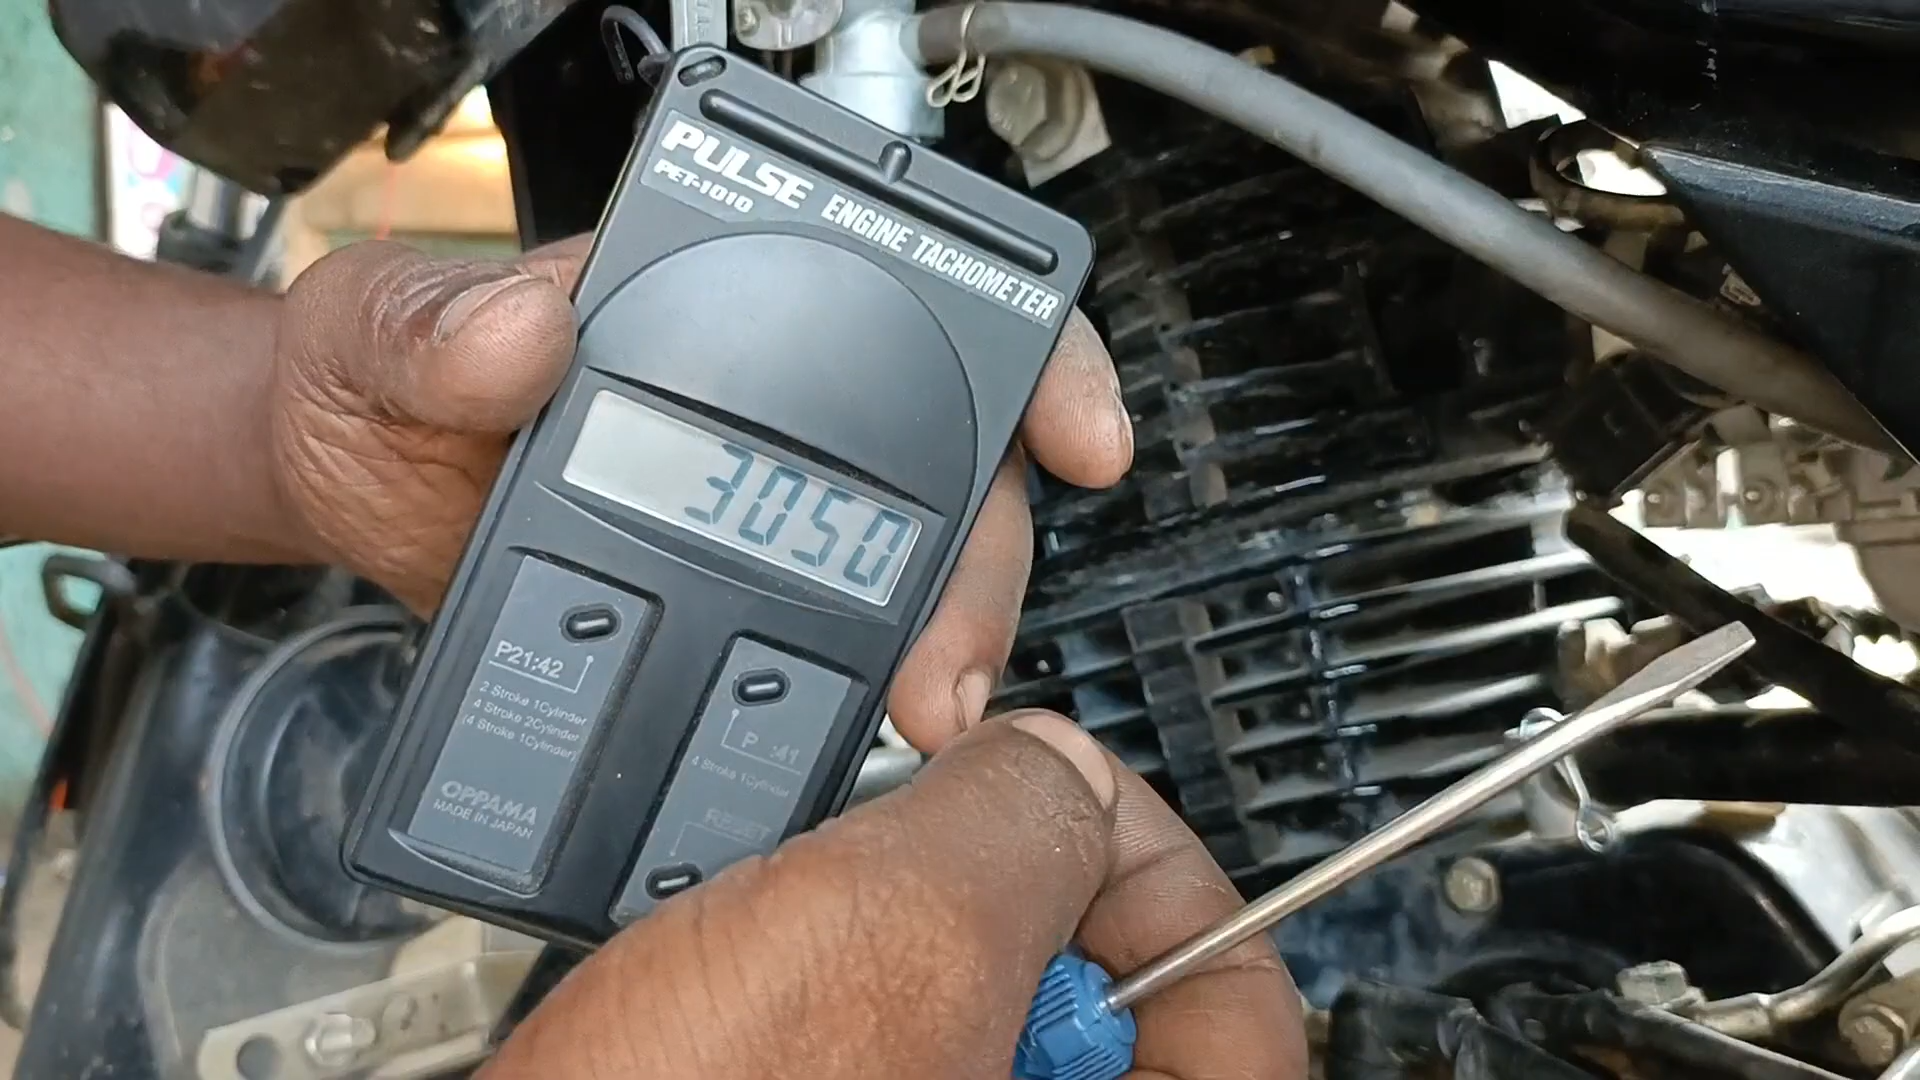 PULSE
PET-1010
ENGINE TACHOMETER
3050
P21:42
2 Stroke 1Cylinder
4 Stroke 2Cylinder
(4 Stroke 1Cylinder)
OPPAMA
MADE IN JAPAN
P :41
4 Stroke 1Cylinder
RESET